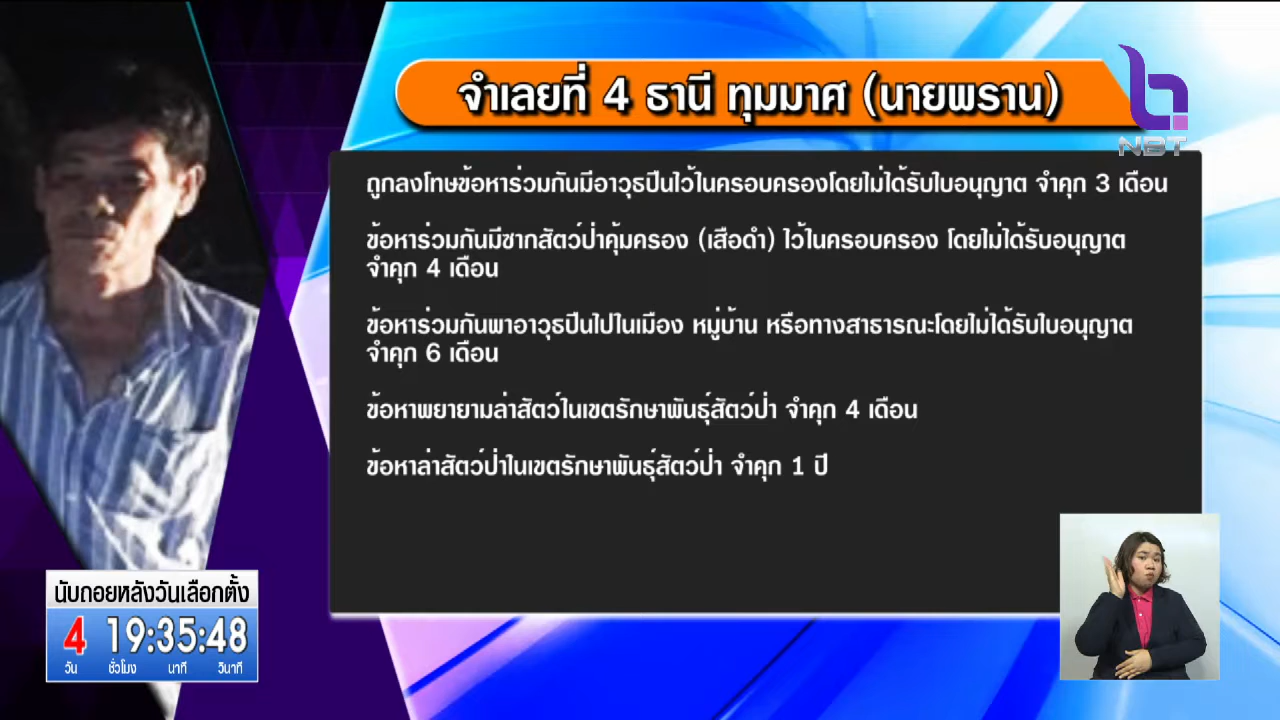 จำเลยที่ 4 ธานี ทุมมาศ (นายพราน)
NBT
ถูกลงโทษข้อหาร่วมกันมีอาวุธปืนไว้ในครอบครองโดยไม่ได้รับใบอนุญาต จำคุก 3 เดือน
ข้อหาร่วมกันมีซากสัตว์ป่าคุ้มครอง (เสือดำ) ไว้ในครอบครอง โดยไม่ได้รับอนุญาต
จำคุก 4 เดือน
ข้อหาร่วมกันพาอาวุธปืนไปในเมือง หมู่บ้าน หรือทางสาธารณะโดยไม่ได้รับใบอนุญาต
จำคุก 6 เดือน
ข้อหาพยายามล่าสัตว์ในเขตรักษาพันธุ์สัตว์ป่า จำคุก 4 เดือน
ข้อหาล่าสัตว์ป่าในเขตรักษาพันธุ์สัตว์ป่า จำคุก 1 ปี
นับถอยหลังวันเลือกตั้ง
4 19:35:48
วัน ชั่วโมง นาที วินาที